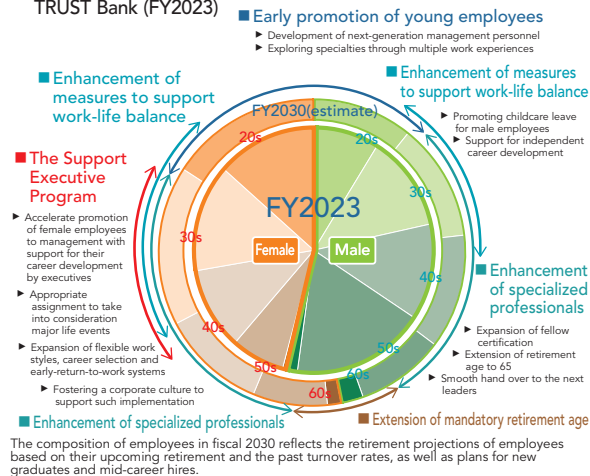 TRUST Bank (FY2023)
■ Early promotion of young employees
▶ Development of next-generation management personnel
▶ Exploring specialties through multiple work experiences
■ Enhancement of
measures to support
work-life balance
■ Enhancement of measures
to support work-life balance
▶ Promoting childcare leave
for male employees
▶ Support for independent
career development
■ The Support
Executive
Program
▶ Accelerate promotion
of female employees
to management with
support for their
career development
by executives
▶ Appropriate
assignment to take
into consideration
major life events
▶ Expansion of flexible work
styles, career selection and
early-return-to-work systems
▶ Fostering a corporate culture to
support such implementation
FY2030(estimate)
20s
20s
FY2023
30s
30s
Female
Male
40s
40s
50s
50s
60s
60s
■ Enhancement
of specialized
professionals
▶ Expansion of fellow
certification
▶ Extension of retirement
age to 65
▶ Smooth hand over to the next
leaders
■ Enhancement of specialized professionals
■ Extension of mandatory retirement age
The composition of employees in fiscal 2030 reflects the retirement projections of employees
based on their upcoming retirement and the past turnover rates, as well as plans for new
graduates and mid-career hires.